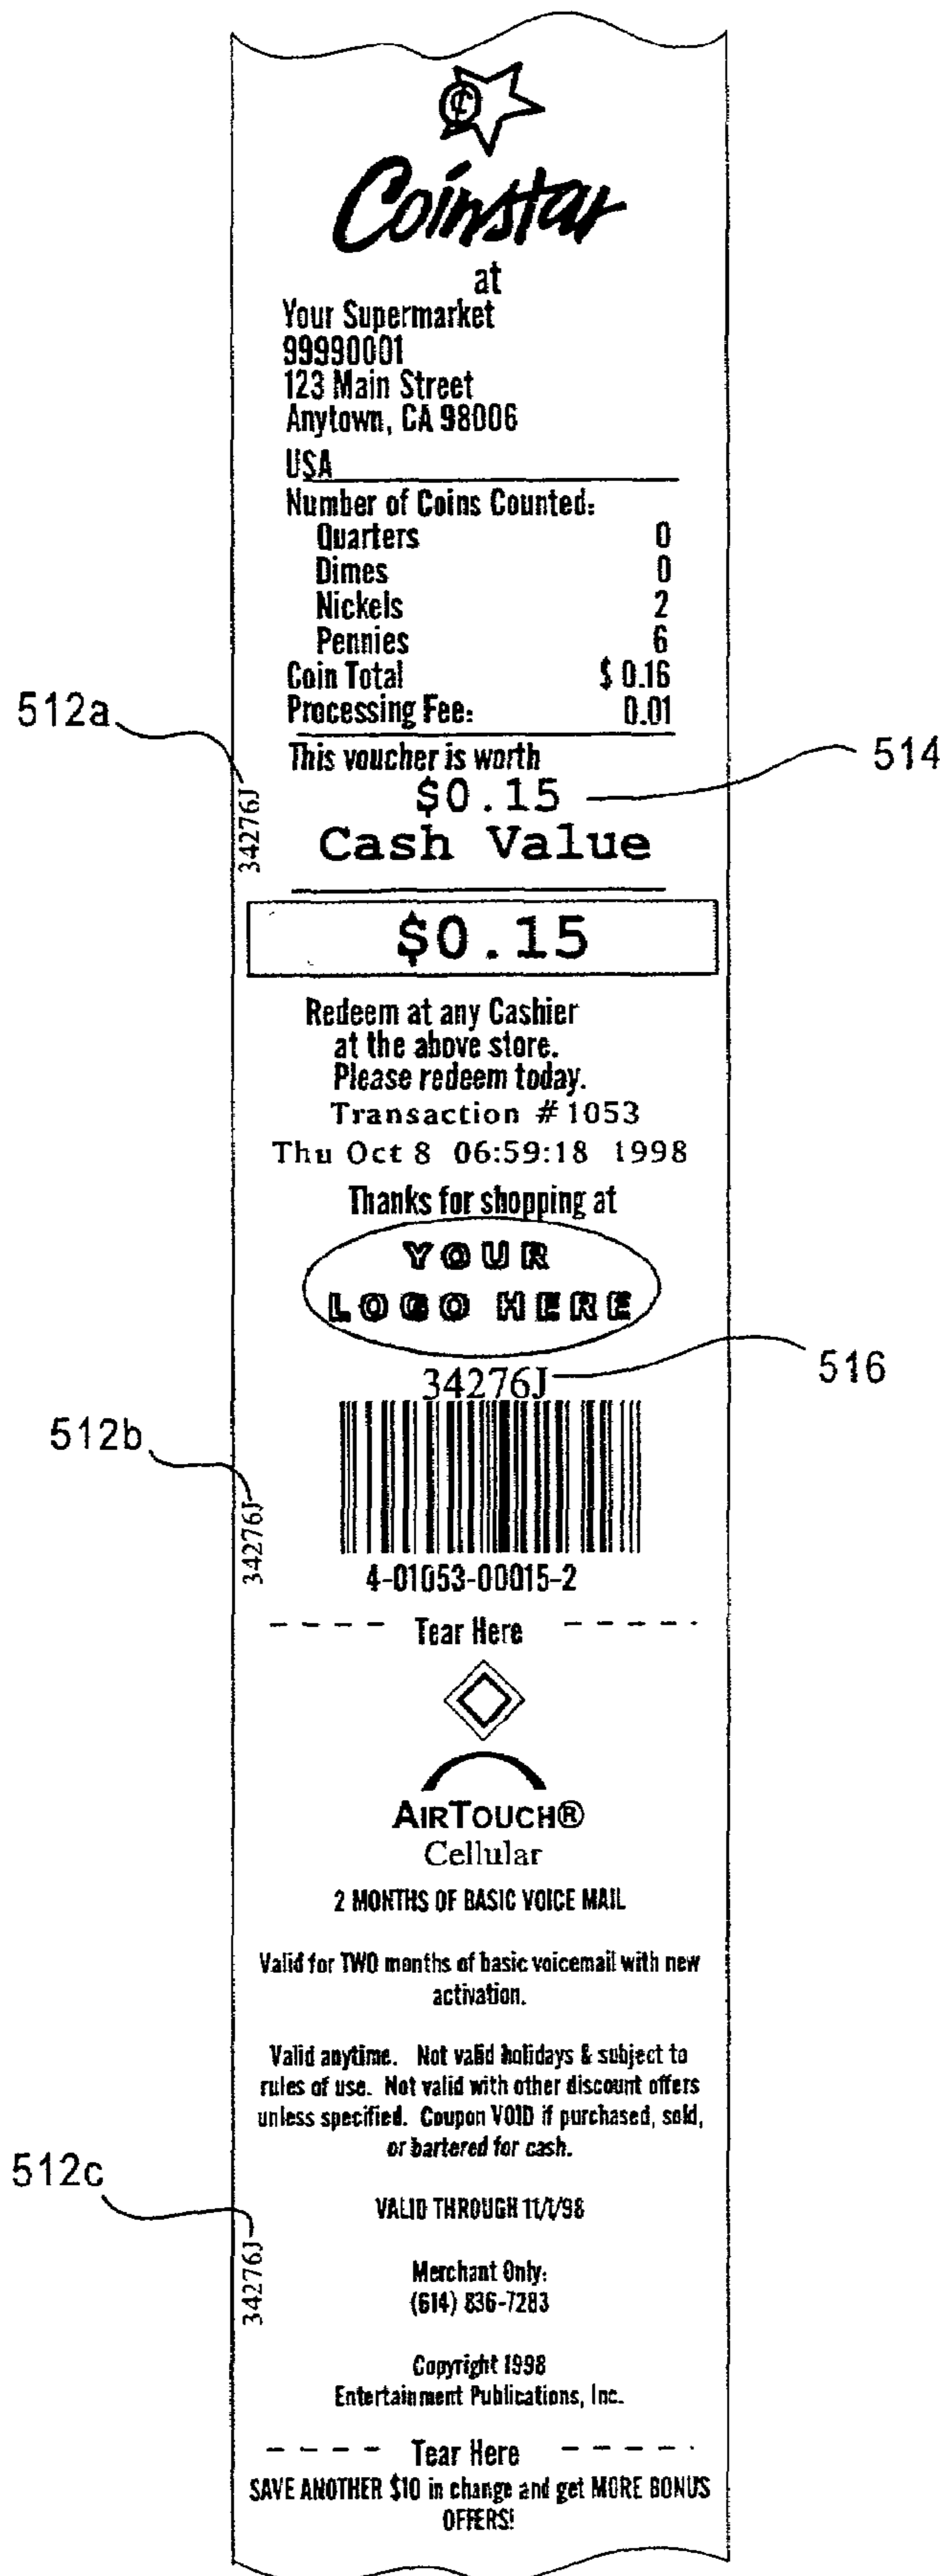 ¢
Coinstar
at
Your Supermarket
99990001
123 Main Street
Anytown, CA 98006
USA
Number of Coins Counted:
Quarters 0
Dimes 0
Nickels 2
Pennies 6
Coin Total $ 0.16
Processing Fee: 0.01
512a
This voucher is worth
$0.15
514
34276J
Cash Value
$0.15
Redeem at any Cashier
at the above store.
Please redeem today.
Transaction #1053
Thu Oct 8 06:59:18 1998
Thanks for shopping at
YOUR
LOGO HERE
34276J
516
512b
34276J
4-01053-00015-2
Tear Here
AIRTOUCH®
Cellular
2 MONTHS OF BASIC VOICE MAIL
Valid for TWO months of basic voicemail with new
activation.
Valid anytime. Not valid holidays & subject to
rules of use. Not valid with other discount offers
unless specified. Coupon VOID if purchased, sold,
or bartered for cash.
512c
VALID THROUGH 11/1/98
34276J
Merchant Only:
(614) 836-7283
Copyright 1998
Entertainment Publications, Inc.
Tear Here
SAVE ANOTHER $10 in change and get MORE BONUS
OFFERS!